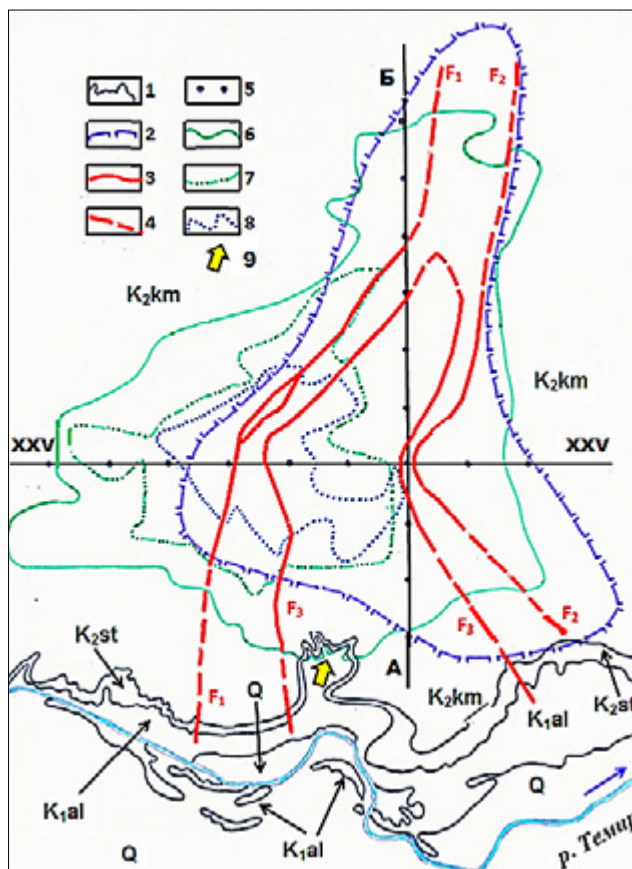 Б
F₁
F₂
1
5
2
6
3
7
4
8
9
K₂km
K₂km
XXV
XXV
F₃
F₃
F₂
K₂st
А
K₂km
K₂st
F₁
Q
K₁al
K₁al
Q
K₁al
Q
р. Темир